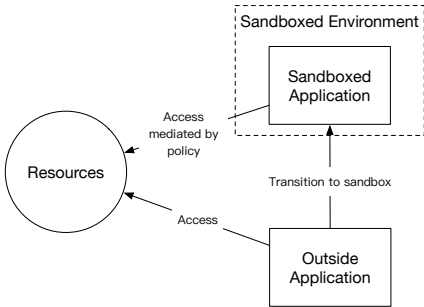 Sandboxed Environment
Sandboxed
Application
Access
mediated by
policy
Resources
Transition to sandbox
Access
Outside
Application